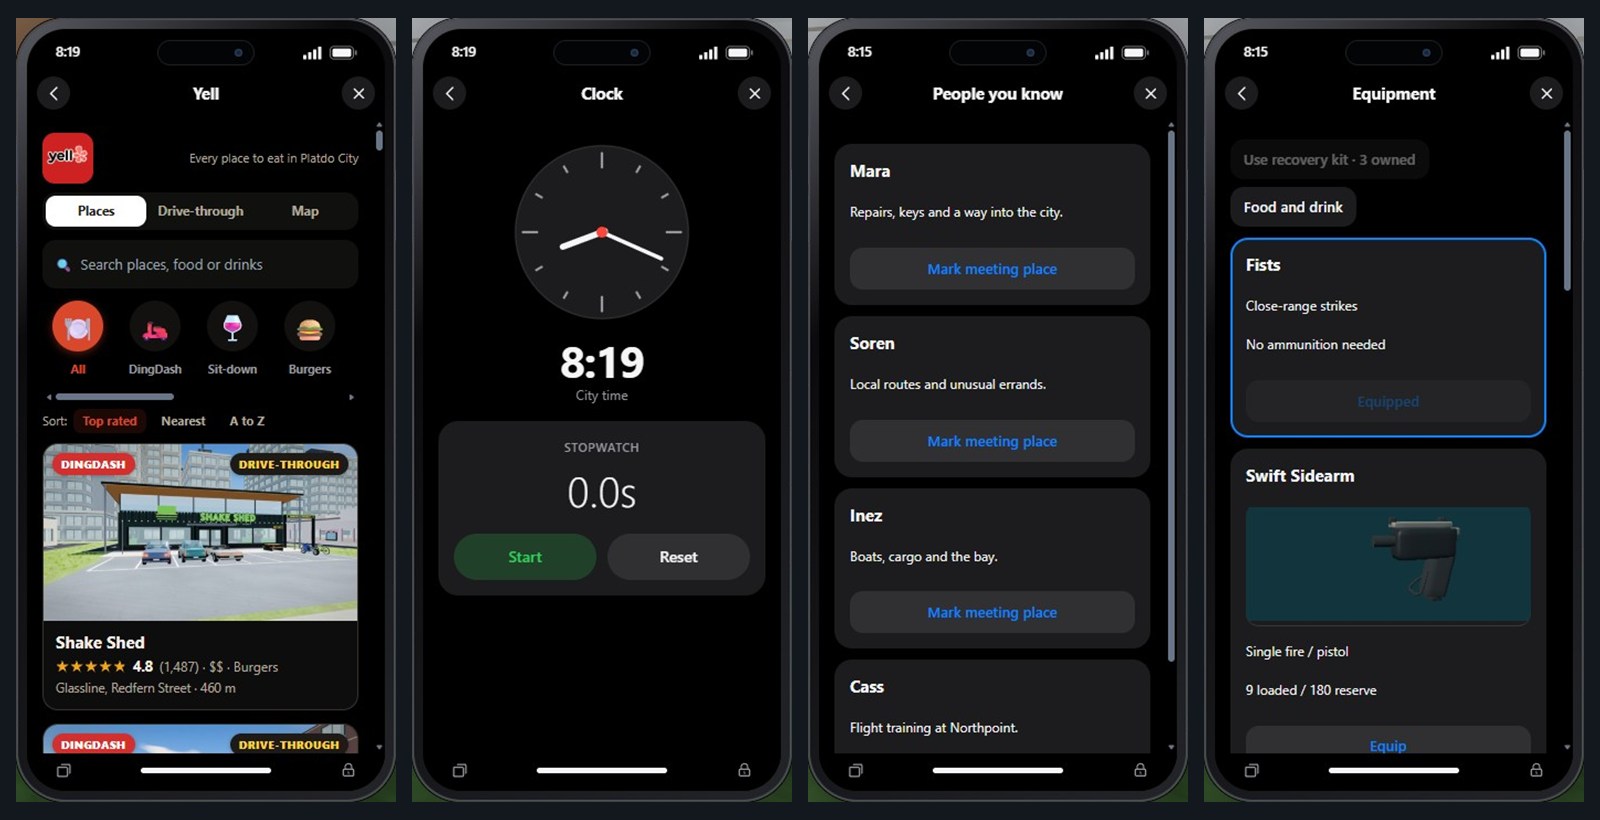 8:19
Yell
yell
Every place to eat in Platdo City
Places Drive-through Map
Search places, food or drinks
All DingDash Sit-down Burgers
Sort: Top rated Nearest A to Z
DINGDASH DRIVE-THROUGH
SHAKE SHED
Shake Shed
★★★★★ 4.8 (1,487) · $$ · Burgers
Glassline, Redfern Street · 460 m
DINGDASH DRIVE-THROUGH
8:19
Clock
8:19
City time
STOPWATCH
0.0s
Start Reset
8:15
People you know
Mara
Repairs, keys and a way into the city.
Mark meeting place
Soren
Local routes and unusual errands.
Mark meeting place
Inez
Boats, cargo and the bay.
Mark meeting place
Cass
Flight training at Northpoint.
8:15
Equipment
Use recovery kit · 3 owned
Food and drink
Fists
Close-range strikes
No ammunition needed
Equipped
Swift Sidearm
Single fire / pistol
9 loaded / 180 reserve
Equip